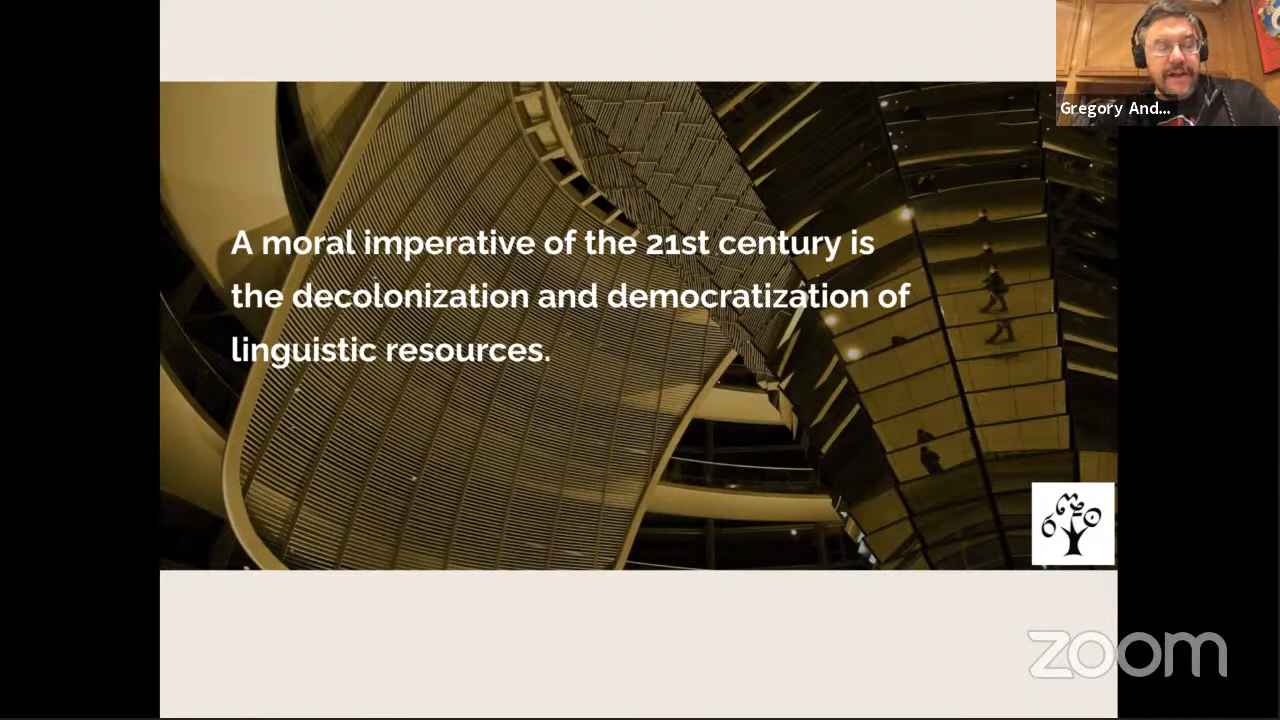 Gregory And...
A moral imperative of the 21st century is
the decolonization and democratization of
linguistic resources.
zoom